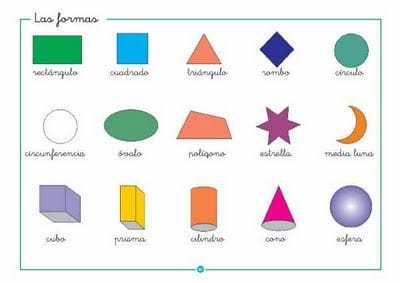 Las formas
rectángulo cuadrado triángulo rombo círculo
circunferencia óvalo polígono estrella media luna
cubo prisma cilindro cono esfera